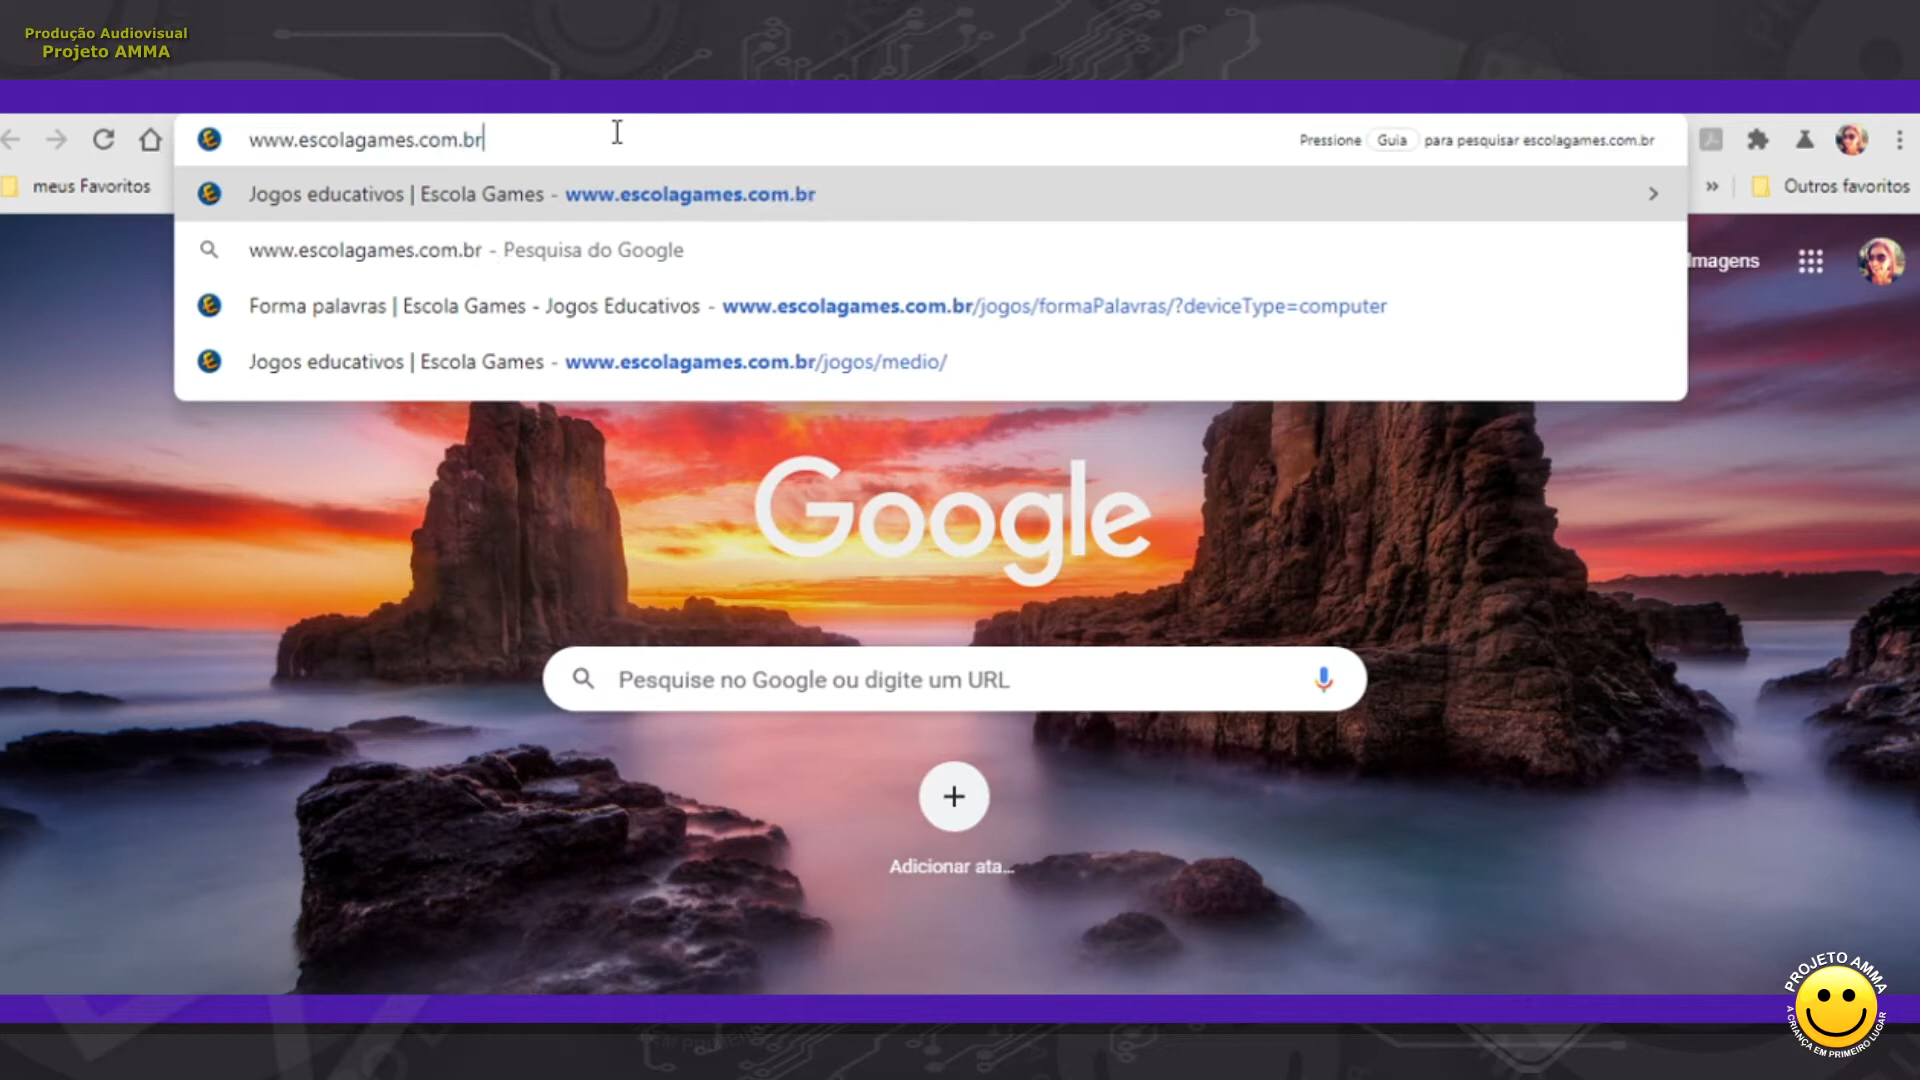 Produção Audiovisual
Projeto AMMA
www.escolagames.com.br
Pressione Guia para pesquisar escolagames.com.br
meus Favoritos
Jogos educativos | Escola Games - www.escolagames.com.br
» Outros favoritos
www.escolagames.com.br - Pesquisa do Google
Imagens
Forma palavras | Escola Games - Jogos Educativos - www.escolagames.com.br/jogos/formaPalavras/?deviceType=computer
Jogos educativos | Escola Games - www.escolagames.com.br/jogos/medio/
Google
Pesquise no Google ou digite um URL
Adicionar ata...
PROJETO AMMA
A CRIANÇA EM PRIMEIRO LUGAR